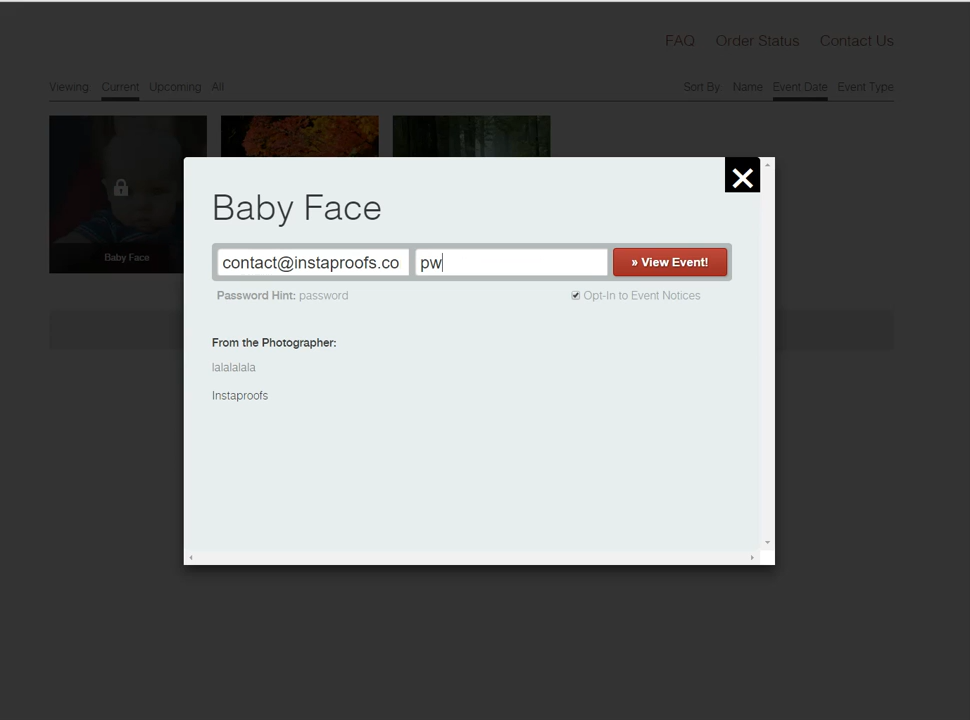 FAQ Order Status Contact Us
Viewing: Current Upcoming All Sort By Name Event Date Event Type
Baby Face
contact@instaproofs.co pw » View Event!
Password Hint: password Opt-In to Event Notices
Baby Face
From the Photographer:
lalalalala
Instaproofs